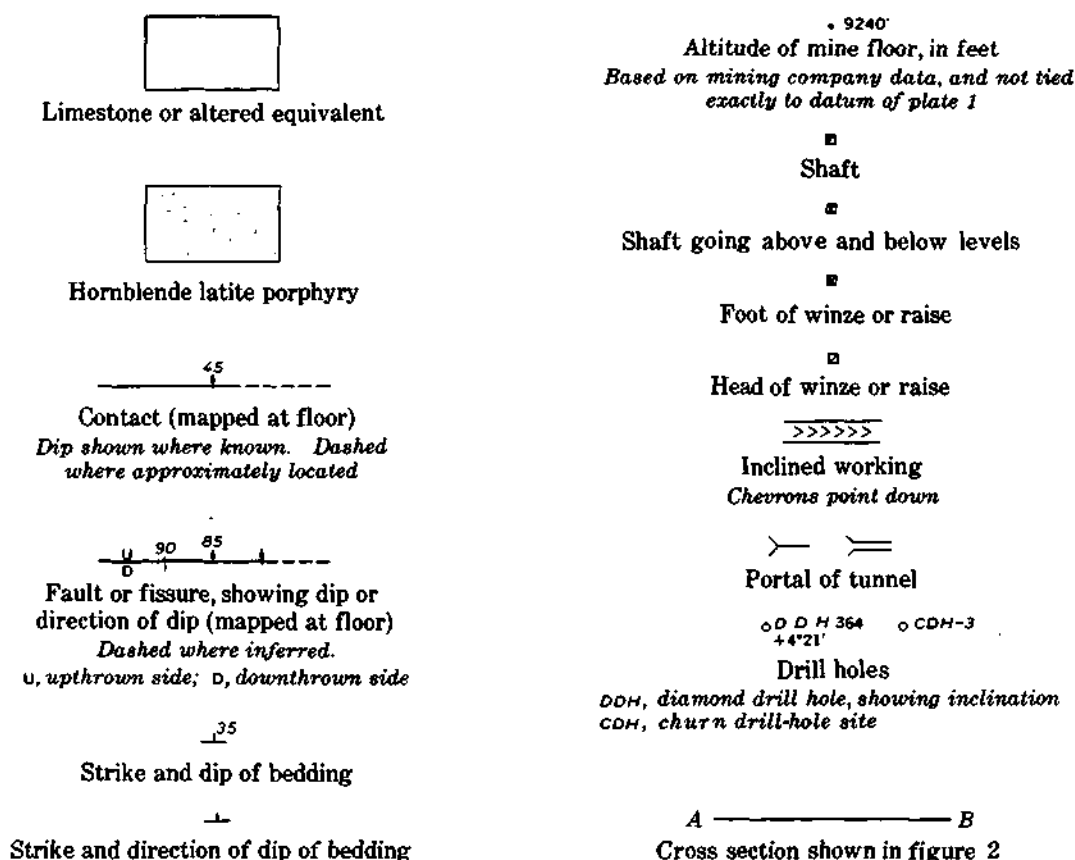 Limestone or altered equivalent
Hornblende latite porphyry
45
Contact (mapped at floor)
Dip shown where known. Dashed
where approximately located
U 90 85
D
Fault or fissure, showing dip or
direction of dip (mapped at floor)
Dashed where inferred.
U, upthrown side; D, downthrown side
35
Strike and dip of bedding
Strike and direction of dip of bedding
9240'
Altitude of mine floor, in feet
Based on mining company data, and not tied
exactly to datum of plate 1
Shaft
Shaft going above and below levels
Foot of winze or raise
Head of winze or raise
>>>>>>
Inclined working
Chevrons point down
Portal of tunnel
D D H 364 CDH-3
+4°21'
Drill holes
DDH, diamond drill hole, showing inclination
CDH, churn drill-hole site
A B
Cross section shown in figure 2